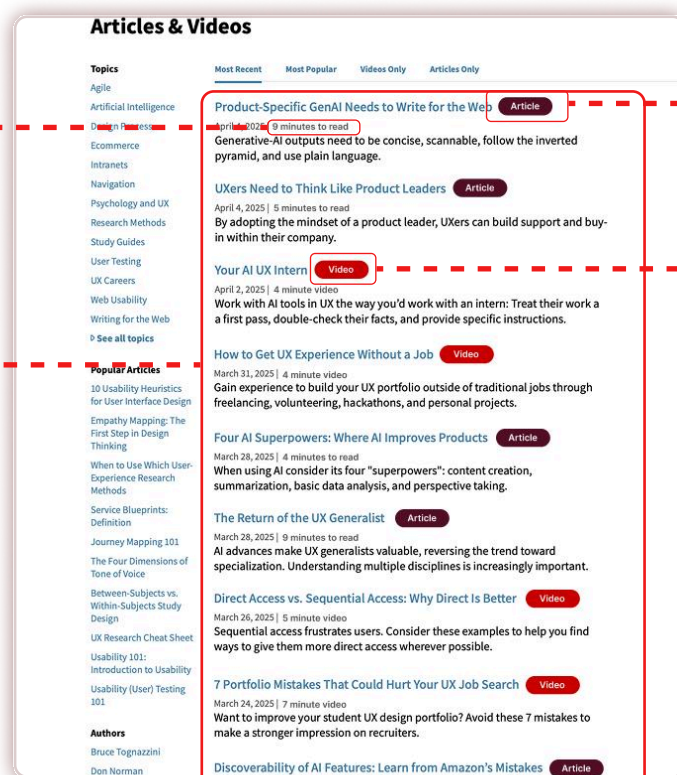 Articles & Videos
Topics
Agile
Artificial Intelligence
Design Process
Ecommerce
Intranets
Navigation
Psychology and UX
Research Methods
Study Guides
User Testing
UX Careers
Web Usability
Writing for the Web
See all topics
Popular Articles
10 Usability Heuristics
for User Interface Design
Empathy Mapping: The
First Step in Design
Thinking
When to Use Which User-
Experience Research
Methods
Service Blueprints:
Definition
Journey Mapping 101
The Four Dimensions of
Tone of Voice
Between-Subjects vs.
Within-Subjects Study
Design
UX Research Cheat Sheet
Usability 101:
Introduction to Usability
Usability (User) Testing
101
Authors
Bruce Tognazzini
Don Norman
Most Recent Most Popular Videos Only Articles Only
Product-Specific GenAI Needs to Write for the Web Article
April 4, 2025 9 minutes to read
Generative-AI outputs need to be concise, scannable, follow the inverted
pyramid, and use plain language.
UXers Need to Think Like Product Leaders Article
April 4, 2025 | 5 minutes to read
By adopting the mindset of a product leader, UXers can build support and buy-
in within their company.
Your AI UX Intern Video
April 2, 2025 | 4 minute video
Work with AI tools in UX the way you'd work with an intern: Treat their work a
a first pass, double-check their facts, and provide specific instructions.
How to Get UX Experience Without a Job Video
March 31, 2025 | 4 minute video
Gain experience to build your UX portfolio outside of traditional jobs through
freelancing, volunteering, hackathons, and personal projects.
Four AI Superpowers: Where AI Improves Products Article
March 28, 2025 | 4 minutes to read
When using AI consider its four "superpowers": content creation,
summarization, basic data analysis, and perspective taking.
The Return of the UX Generalist Article
March 28, 2025 | 9 minutes to read
AI advances make UX generalists valuable, reversing the trend toward
specialization. Understanding multiple disciplines is increasingly important.
Direct Access vs. Sequential Access: Why Direct Is Better Video
March 26, 2025 | 5 minute video
Sequential access frustrates users. Consider these examples to help you find
ways to give them more direct access wherever possible.
7 Portfolio Mistakes That Could Hurt Your UX Job Search Video
March 24, 2025 | 7 minute video
Want to improve your student UX design portfolio? Avoid these 7 mistakes to
make a stronger impression on recruiters.
Discoverability of AI Features: Learn from Amazon's Mistakes Article